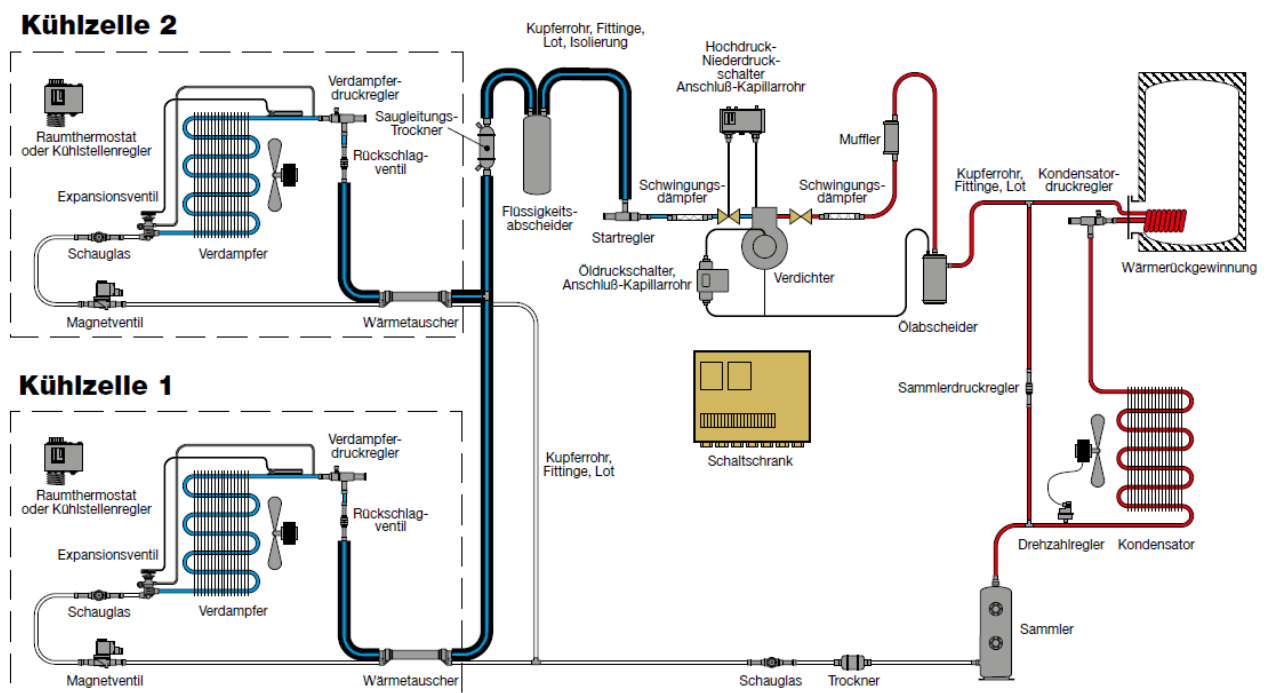 Kühlzelle 2
Raumthermostat
oder Kühlstellenregler
Verdampfer-
druckregler
Saugleitungs-
Trockner
Rückschlag-
ventil
Expansionsventil
Schauglas
Verdampfer
Magnetventil
Wärmetauscher
Kupferrohr, Fittinge,
Lot, Isolierung
Flüssigkeits-
abscheider
Hochdruck-
Niederdruck-
schalter
Anschluß-Kapillarrohr
Schwingungs-
dämpfer
Startregler
Schwingungs-
dämpfer
Muffler
Öldruckschalter,
Anschluß-Kapillarrohr
Verdichter
Ölabscheider
Kupferrohr,
Fittinge, Lot
Kondensator-
druckregler
Wärmerückgewinnung
Kühlzelle 1
Raumthermostat
oder Kühlstellenregler
Verdampfer-
druckregler
Rückschlag-
ventil
Expansionsventil
Schauglas
Verdampfer
Magnetventil
Wärmetauscher
Kupferrohr,
Fittinge, Lot
Schaltschrank
Sammlerdruckregler
Drehzahlregler
Kondensator
Sammler
Schauglas
Trockner